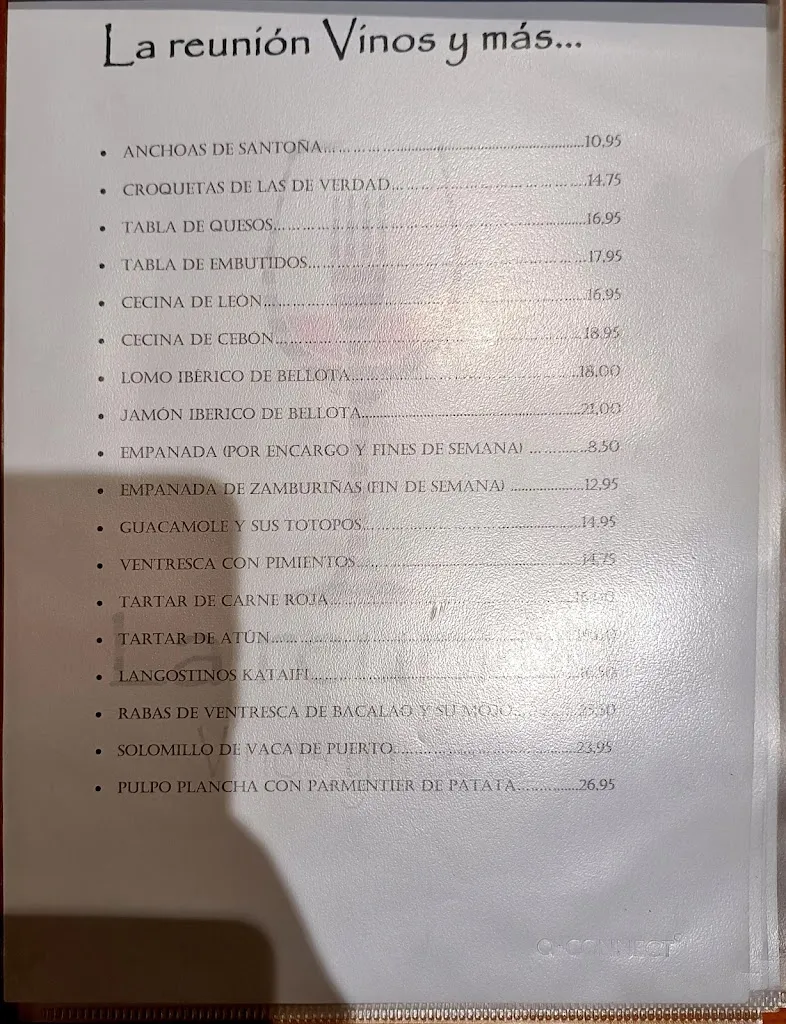 La reunión Vinos y más...
• ANCHOAS DE SANTOÑA...10,95
• CROQUETAS DE LAS DE VERDAD...14,75
• TABLA DE QUESOS...16,95
• TABLA DE EMBUTIDOS...17,95
• CECINA DE LEÓN...16,95
• CECINA DE CEBÓN...18,95
• LOMO IBÉRICO DE BELLOTA...18,00
• JAMÓN IBERICO DE BELLOTA...21,00
• EMPANADA (POR ENCARGO Y FINES DE SEMANA) ...8,50
• EMPANADA DE ZAMBURIÑAS (FIN DE SEMANA) ...12,95
• GUACAMOLE Y SUS TOTOPOS...14,95
• VENTRESCA CON PIMIENTOS...14,75
• TARTAR DE CARNE ROJA...
• TARTAR DE ATÚN...
• LANGOSTINOS KATAIFI...16,50
• RABAS DE VENTRESCA DE BACALAO Y SU MOJO...
• SOLOMILLO DE VACA DE PUERTO...23,95
• PULPO PLANCHA CON PARMENTIER DE PATATA...26,95
Q-CONNECT